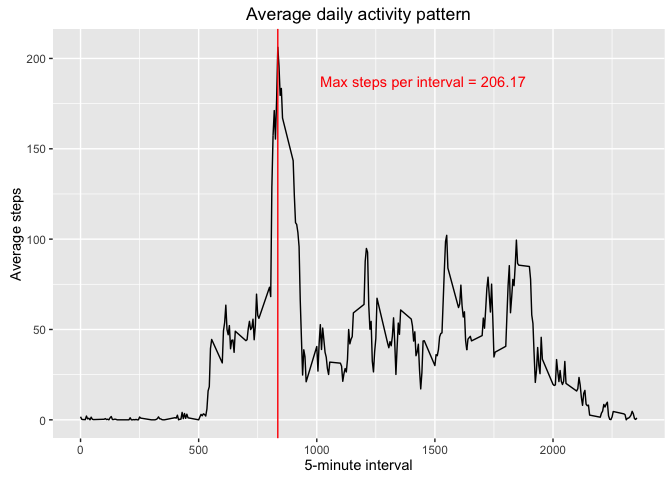 Average daily activity pattern
200
Max steps per interval = 206.17
150
Average steps
100
50
0
0 500 1000 1500 2000
5-minute interval